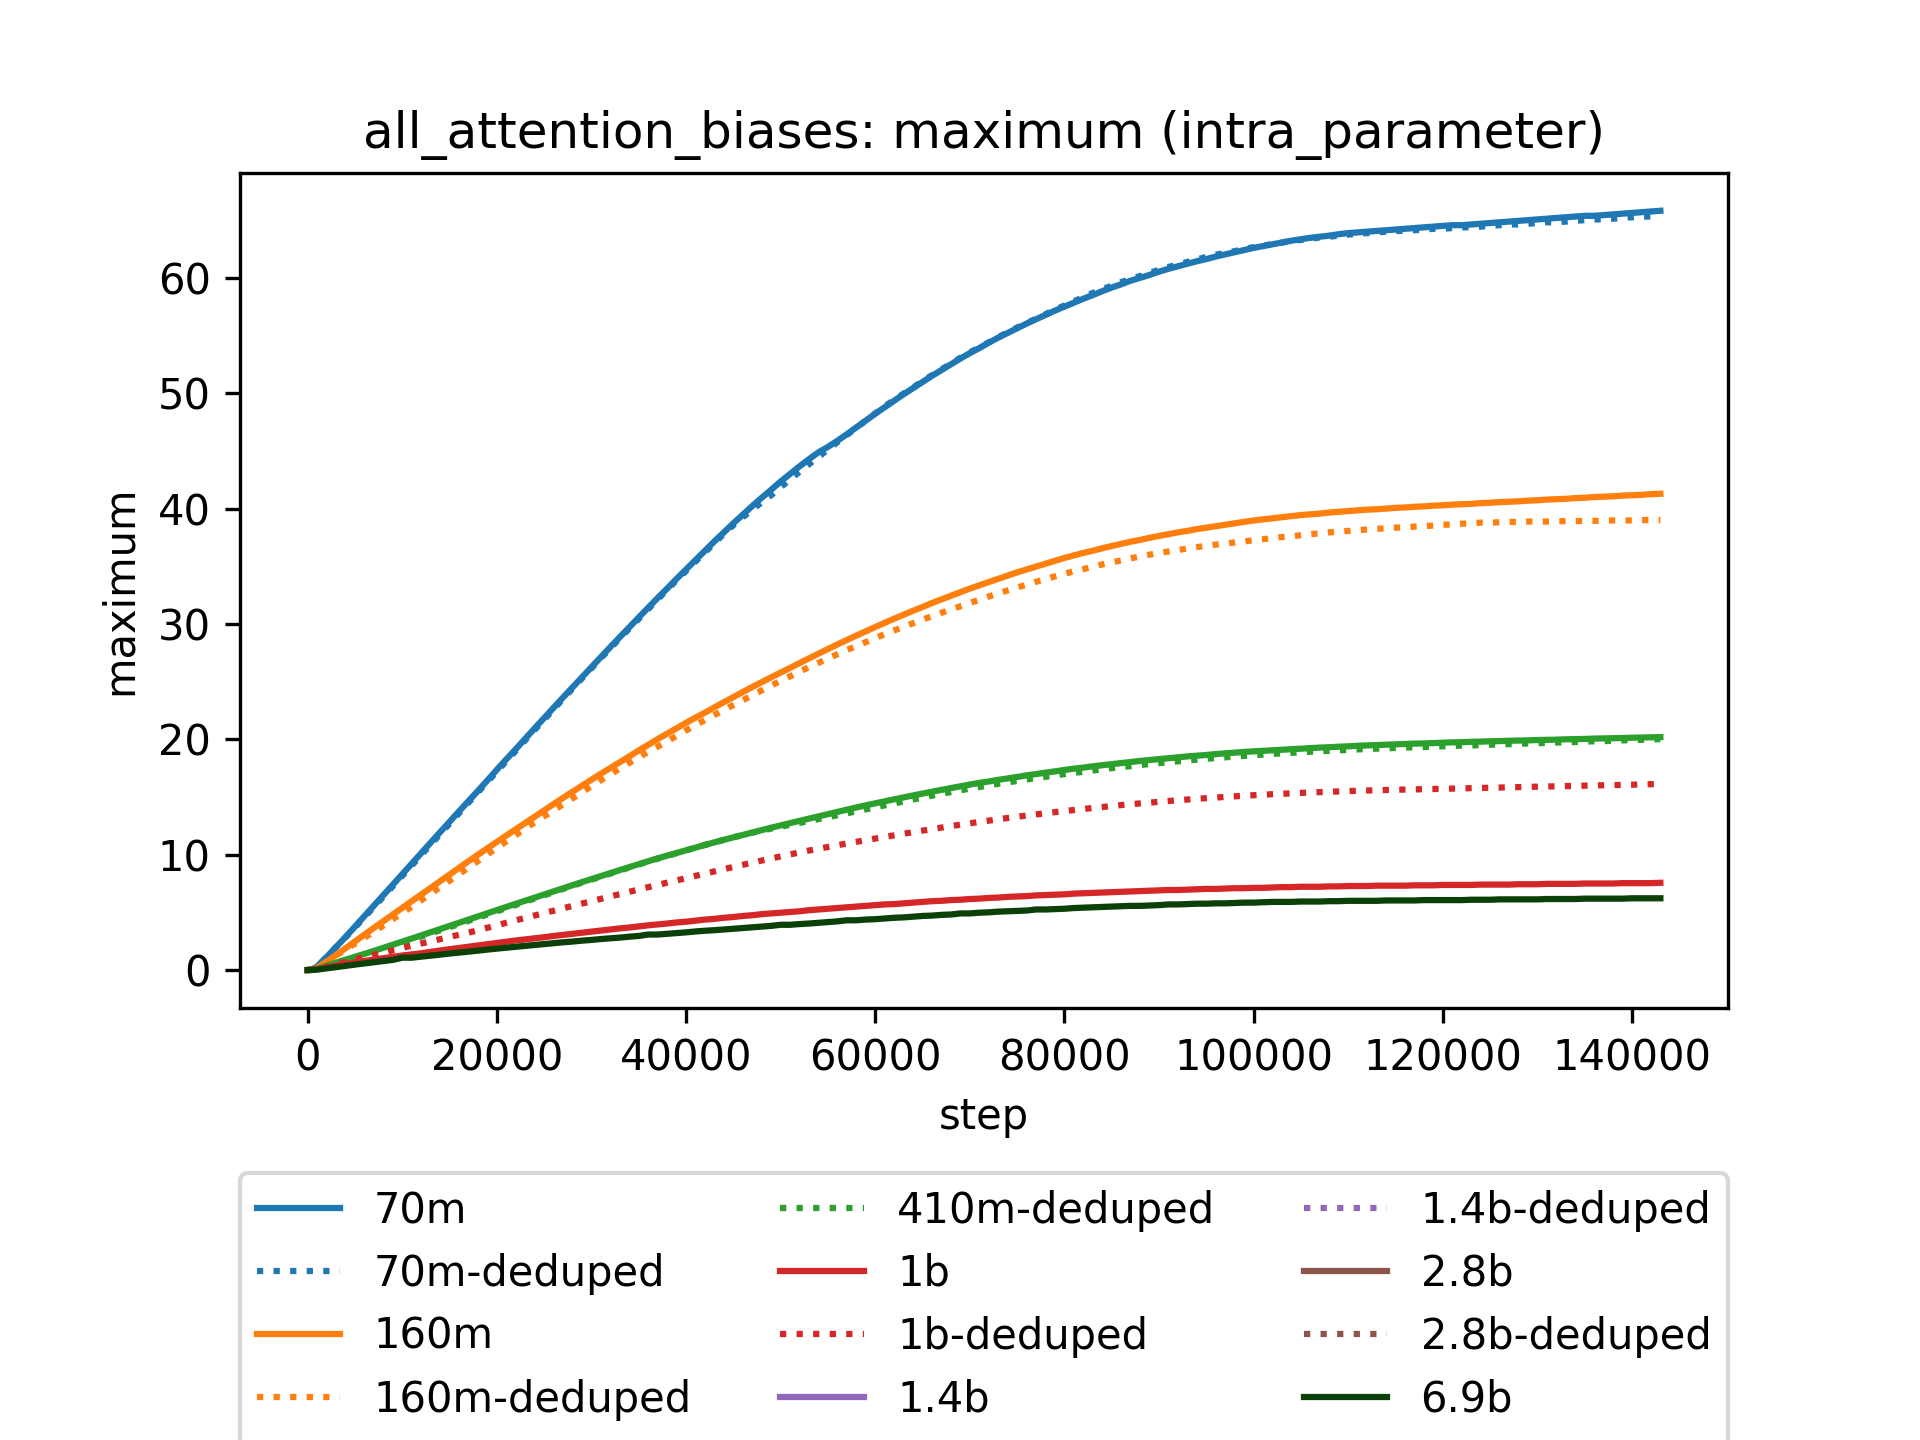 all_attention_biases: maximum (intra_parameter)
maximum
60
50
40
30
20
10
0
0 20000 40000 60000 80000 100000 120000 140000
step
70m 410m-deduped 1.4b-deduped
70m-deduped 1b 2.8b
160m 1b-deduped 2.8b-deduped
160m-deduped 1.4b 6.9b